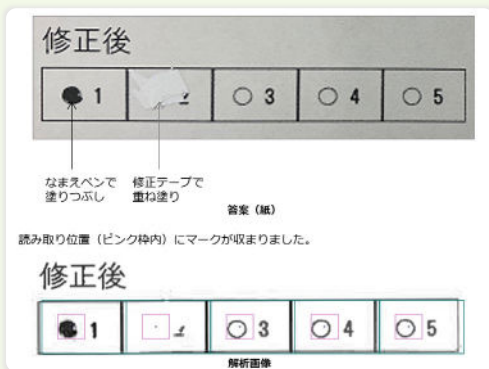 修正後
1 3 4 5
なまえペンで 修正テープで
塗りつぶし 重ね塗り
答案（紙）
読み取り位置（ピンク枠内）にマークが収まりました。
修正後
1 3 4 5
解析画像